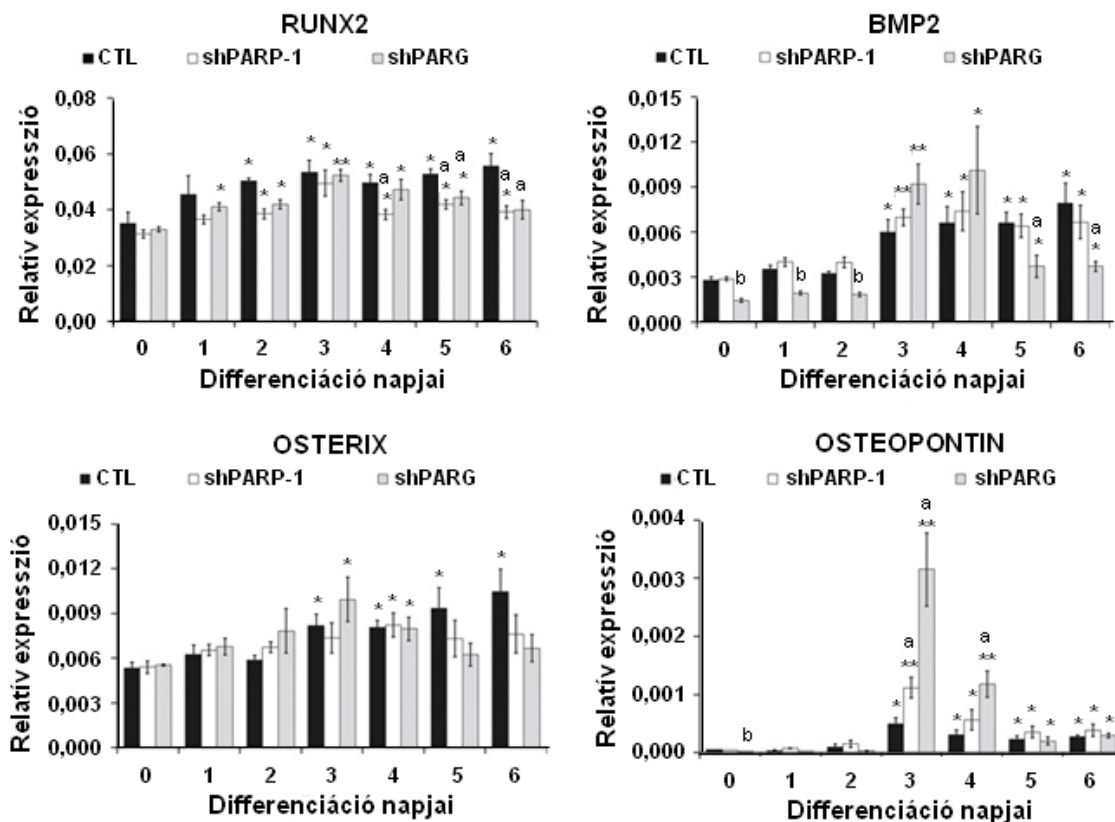 RUNX2
CTL shPARP-1 shPARG
Relatív expresszió
0,08
0,06
0,04
0,02
0,00
* * * * ** * * * * a * a * * a * a
0 1 2 3 4 5 6
Differenciáció napjai
BMP2
CTL shPARP-1 shPARG
Relatív expresszió
0,015
0,012
0,009
0,006
0,003
0,000
b b b * ** ** * * * * * a * * * a *
0 1 2 3 4 5 6
Differenciáció napjai
OSTERIX
CTL shPARP-1 shPARG
Relatív expresszió
0,015
0,012
0,009
0,006
0,003
0,000
* * * * * * *
0 1 2 3 4 5 6
Differenciáció napjai
OSTEOPONTIN
CTL shPARP-1 shPARG
Relatív expresszió
0,004
0,003
0,002
0,001
0,000
b * a ** a ** * * a ** * * * * * *
0 1 2 3 4 5 6
Differenciáció napjai